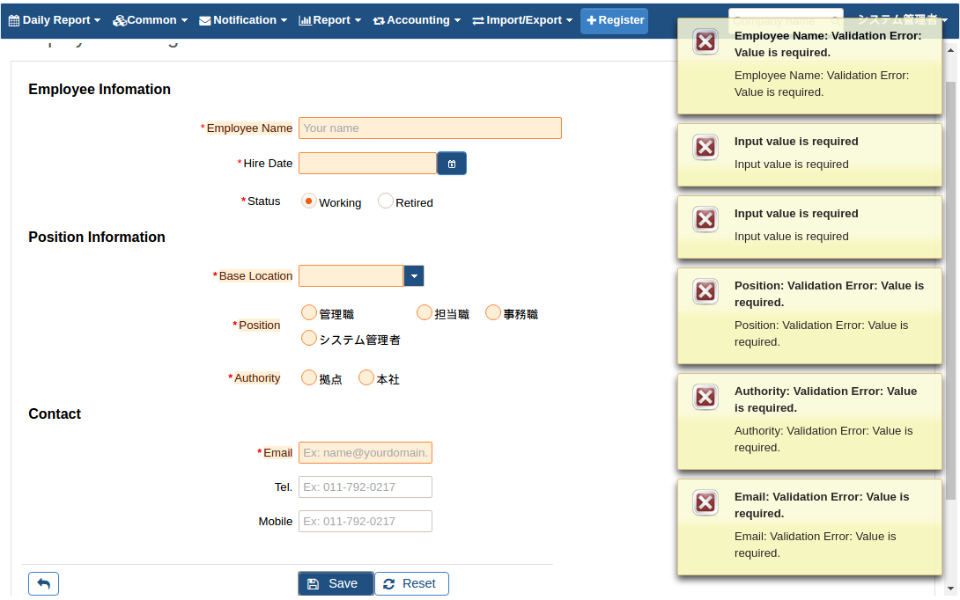 Daily Report Common Notification Report Accounting Import/Export Register システム管理者
Employee Infomation
*Employee Name Your name
*Hire Date
*Status Working Retired
Position Information
*Base Location
*Position 管理職 担当職 事務職
システム管理者
*Authority 拠点 本社
Contact
*Email Ex: name@yourdomain.
Tel. Ex: 011-792-0217
Mobile Ex: 011-792-0217
Save Reset
Employee Name: Validation Error:
Value is required.
Employee Name: Validation Error:
Value is required.
Input value is required
Input value is required
Input value is required
Input value is required
Position: Validation Error: Value is
required.
Position: Validation Error: Value is
required.
Authority: Validation Error: Value
is required.
Authority: Validation Error: Value is
required.
Email: Validation Error: Value is
required.
Email: Validation Error: Value is
required.